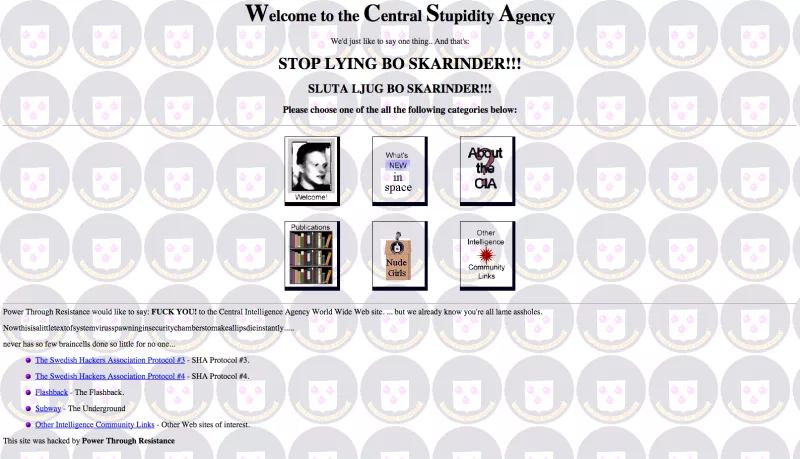 Welcome to the Central Stupidity Agency
We'd just like to say one thing.. And that's:
STOP LYING BO SKARINDER!!!
SLUTA LJUG BO SKARINDER!!!
Please choose one of the all the following categories below:
Welcome!
What's
NEW
in
space
About
the
CIA
Publications
Nude
Girls
Other
Intelligence
Community
Links
Power Through Resistance would like to say: FUCK YOU! to the Central Intelligence Agency World Wide Web site. ... but we already know you're all lame assholes.
Nowthisisalittletextofsystemvirusspawninginsecuritychamberstomakeallipsdieinstantly.....
never has so few braincells done so little for no one...
The Swedish Hackers Association Protocol #3 - SHA Protocol #3.
The Swedish Hackers Association Protocol #4 - SHA Protocol #4.
Flashback - The Flashback.
Subway - The Underground
Other Intelligence Community Links - Other Web sites of interest.
This site was hacked by Power Through Resistance